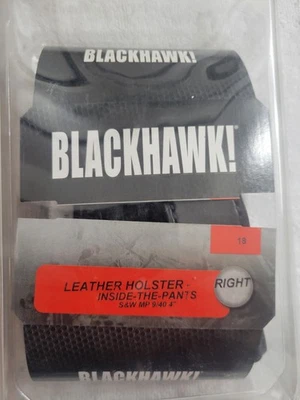 BLACKHAWK!
BLACKHAWK!
18
LEATHER HOLSTER -
INSIDE-THE-PANTS
S&W MP 9/40 4"
RIGHT
BLACKHAWK!